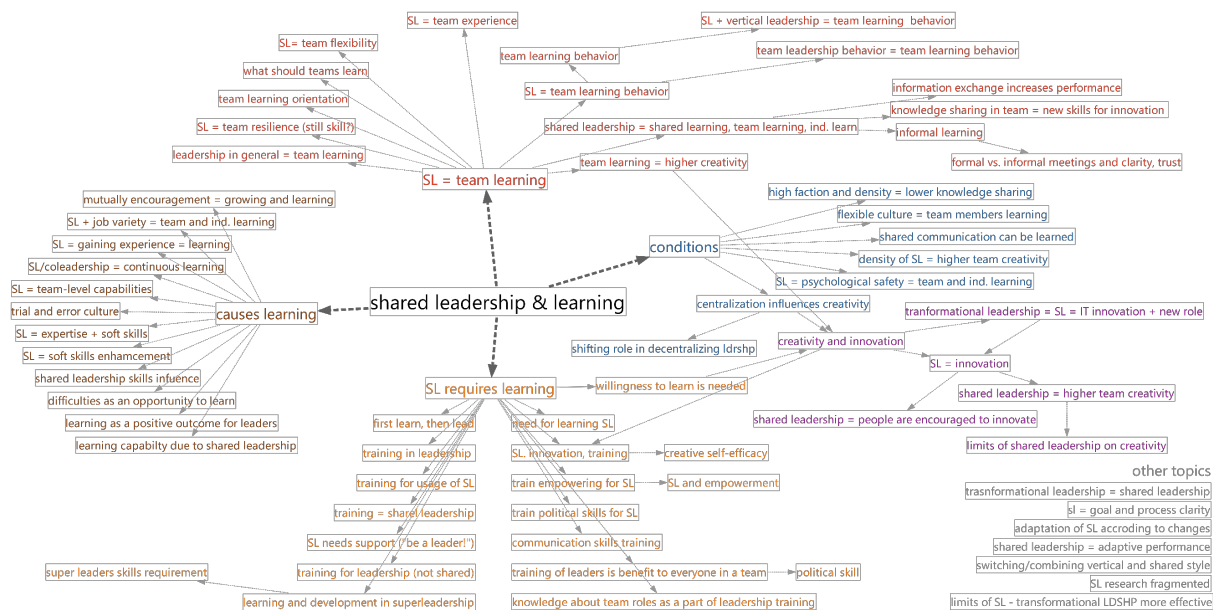 SL = team experience
SL + vertical leadership = team learning  behavior
SL= team flexibility
team learning behavior
team leadership behavior = team learning behavior
what should teams learn
SL = team learning behavior
information exchange increases performance
team learning orientation
knowledge sharing in team = new skills for innovation
SL = team resilience (still skill?)
shared leadership = shared learning, team learning, ind. learn
informal learning
leadership in general = team learning
team learning = higher creativity
formal vs. informal meetings and clarity, trust
SL = team learning
mutually encouragement = growing and learning
SL + job variety = team and ind. learning
SL = gaining experience = learning
SL/coleadership = continuous learning
SL = team-level capabilities
trial and error culture
causes learning
SL = expertise + soft skills
SL = soft skills enhamcement
shared leadership skills infuence
difficulties as an opportunity to learn
learning as a positive outcome for leaders
learning capabilty due to shared leadership
shared leadership & learning
conditions
high faction and density = lower knowledge sharing
flexible culture = team members learning
shared communication can be learned
density of SL = higher team creativity
SL = psychological safety = team and ind. learning
centralization influences creativity
shifting role in decentralizing ldrshp
creativity and innovation
tranformational leadership = SL = IT innovation + new role
SL = innovation
shared leadership = higher team creativity
shared leadership = people are encouraged to innovate
limits of shared leadership on creativity
SL requires learning
willingness to learn is needed
first learn, then lead
need for learning SL
training in leadership
SL. innovation, training
creative self-efficacy
training for usage of SL
train empowering for SL
SL and empowerment
training = sharel leadership
train political skills for SL
SL needs support ("be a leader!")
communication skills training
super leaders skills requirement
training for leadership (not shared)
training of leaders is benefit to everyone in a team
political skill
learning and development in superleadership
knowledge about team roles as a part of leadership training
other topics
trasnformational leadership = shared leadership
sl = goal and process clarity
adaptation of SL accroding to changes
shared leadership = adaptive performance
switching/combining vertical and shared style
SL research fragmented
limits of SL - transformational LDSHP more effective